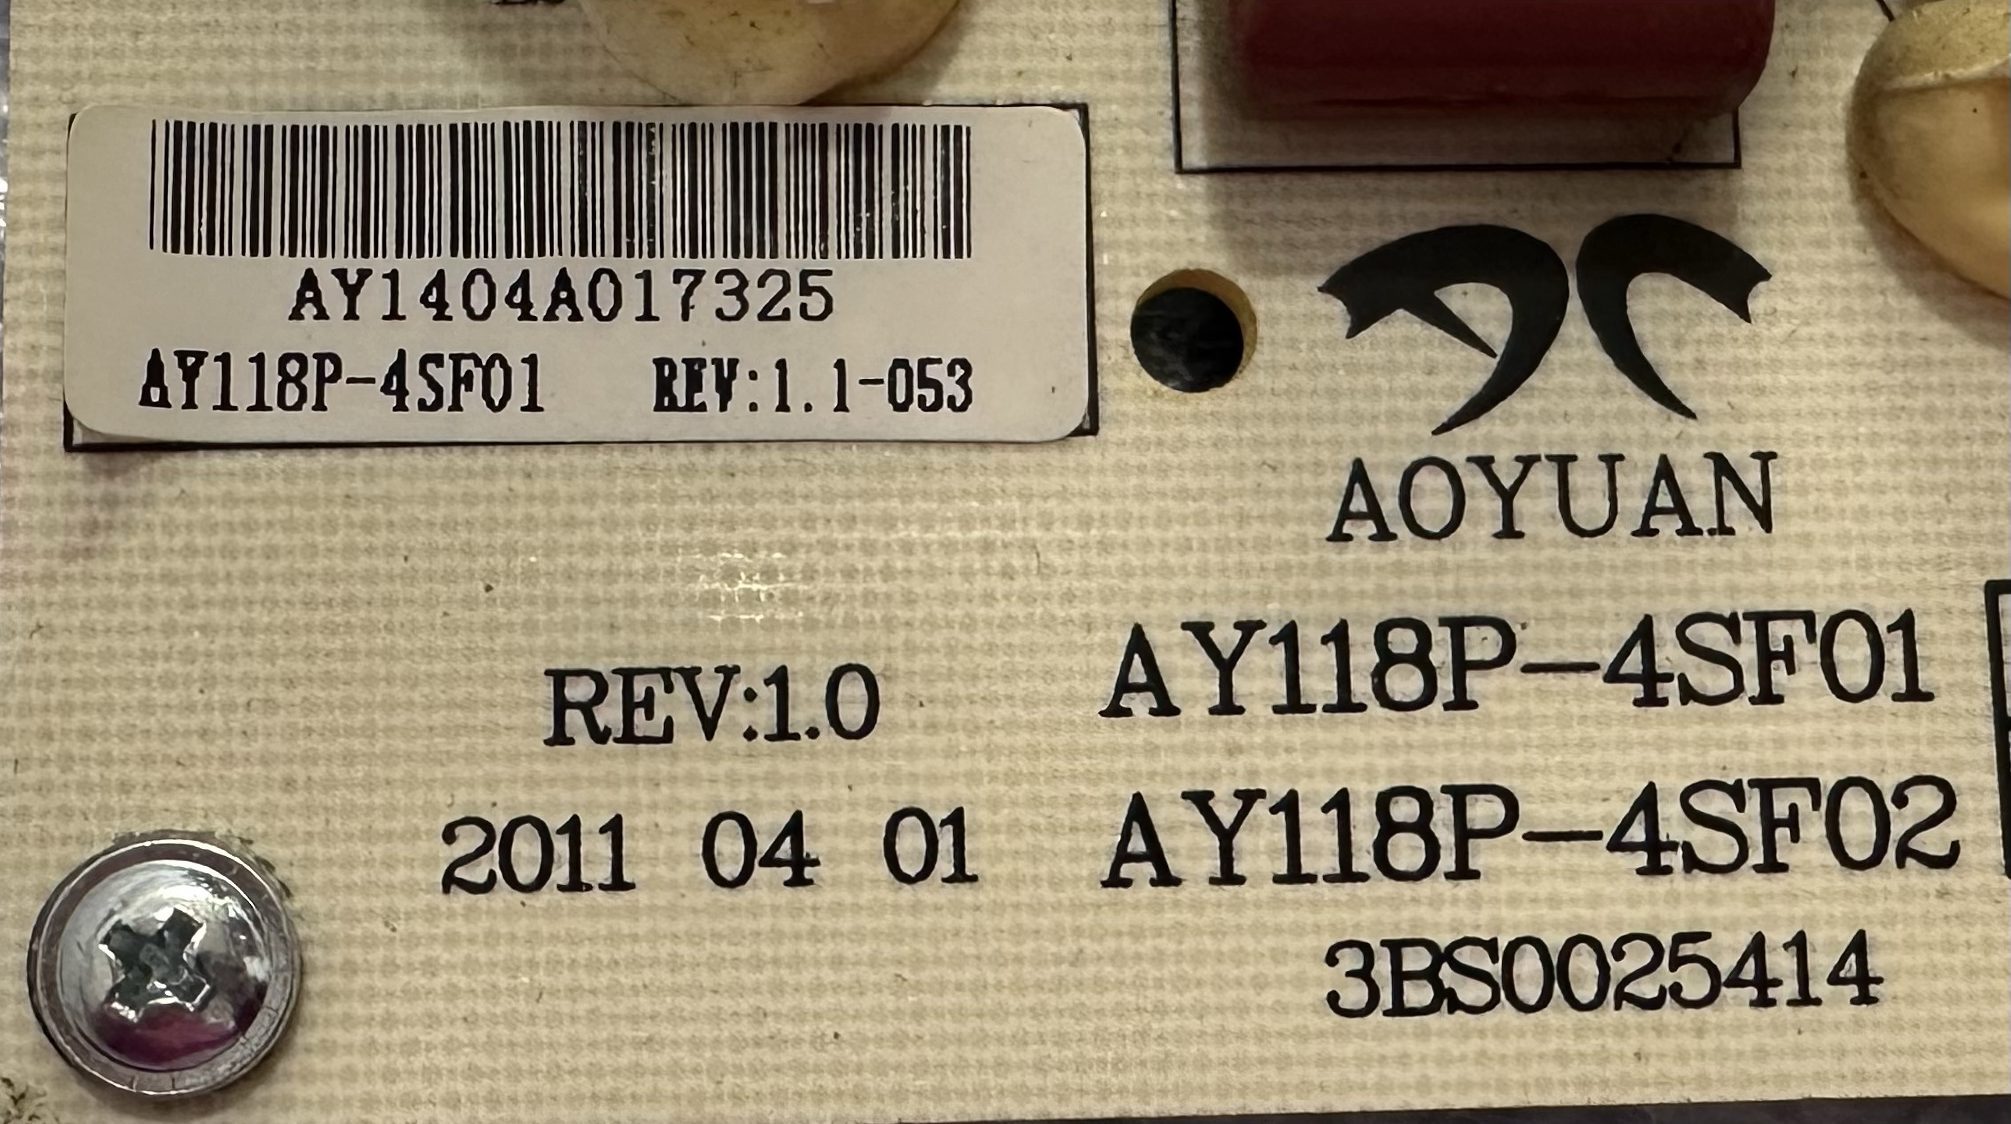 AY1404A017325
AY118P-4SF01 REV:1.1-053
AOYUAN
REV:1.0
AY118P-4SF01
2011 04 01
AY118P-4SF02
3BS0025414